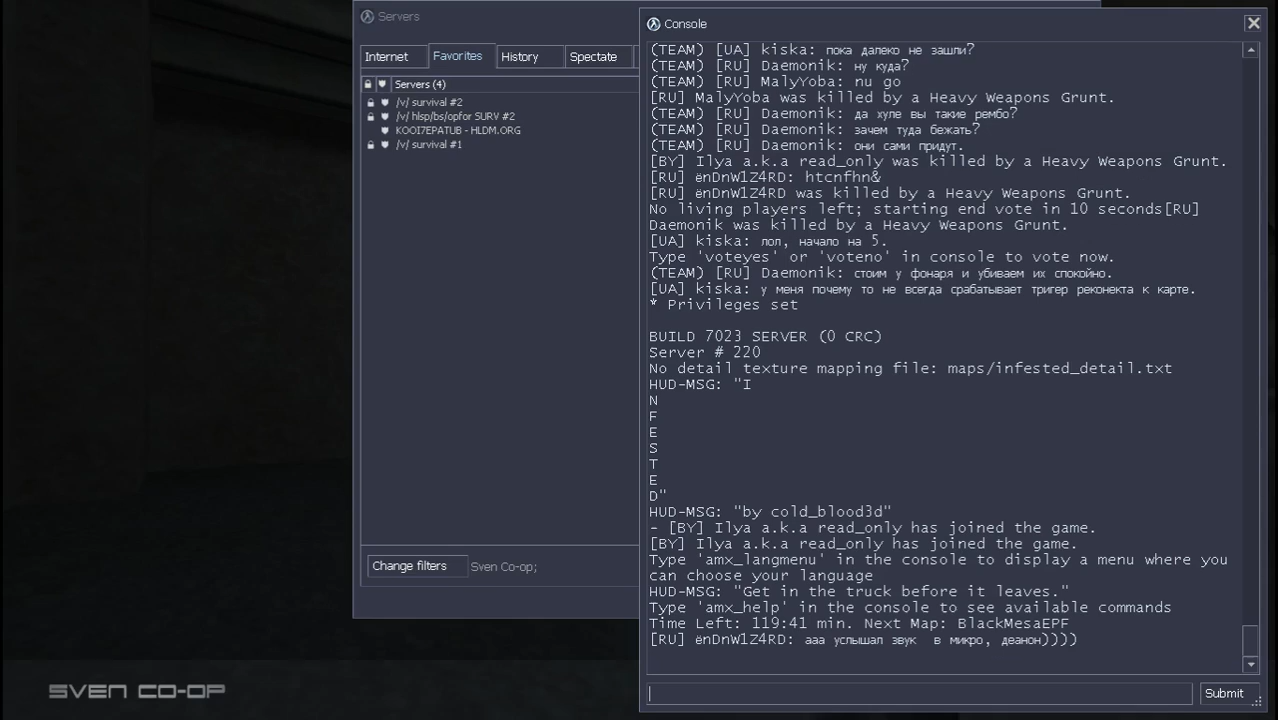 Servers
Internet
Favorites
History
Spectate
Servers (4)
/v/ survival #2
/v/ hlsp/bs/opfor SURV #2
KOOI7EPATUB - HLDM.ORG
/v/ survival #1
Change filters
Sven Co-op;
SVEN CO-OP
Console
(TEAM) [UA] kiska: пока далеко не зашли?
(TEAM) [RU] Daemonik: ну куда?
(TEAM) [RU] MalyYoba: nu go
[RU] MalyYoba was killed by a Heavy Weapons Grunt.
(TEAM) [RU] Daemonik: да хуле вы такие рембо?
(TEAM) [RU] Daemonik: зачем туда бежать?
(TEAM) [RU] Daemonik: они сами придут.
[BY] Ilya a.k.a read_only was killed by a Heavy Weapons Grunt.
[RU] ёnDnW1Z4RD: htcnfhn&
[RU] ёnDnW1Z4RD was killed by a Heavy Weapons Grunt.
No living players left; starting end vote in 10 seconds[RU]
Daemonik was killed by a Heavy Weapons Grunt.
[UA] kiska: лол, начало на 5.
Type 'voteyes' or 'voteno' in console to vote now.
(TEAM) [RU] Daemonik: стоим у фонаря и убиваем их спокойно.
[UA] kiska: у меня почему то не всегда срабатывает тригер реконекта к карте.
* Privileges set
BUILD 7023 SERVER (0 CRC)
Server # 220
No detail texture mapping file: maps/infested_detail.txt
HUD-MSG: "I
N
F
E
S
T
E
D"
HUD-MSG: "by cold_blood3d"
- [BY] Ilya a.k.a read_only has joined the game.
[BY] Ilya a.k.a read_only has joined the game.
Type 'amx_langmenu' in the console to display a menu where you
can choose your language
HUD-MSG: "Get in the truck before it leaves."
Type 'amx_help' in the console to see available commands
Time Left: 119:41 min. Next Map: BlackMesaEPF
[RU] ёnDnW1Z4RD: ааа услышал звук  в микро, деанон))))
Submit